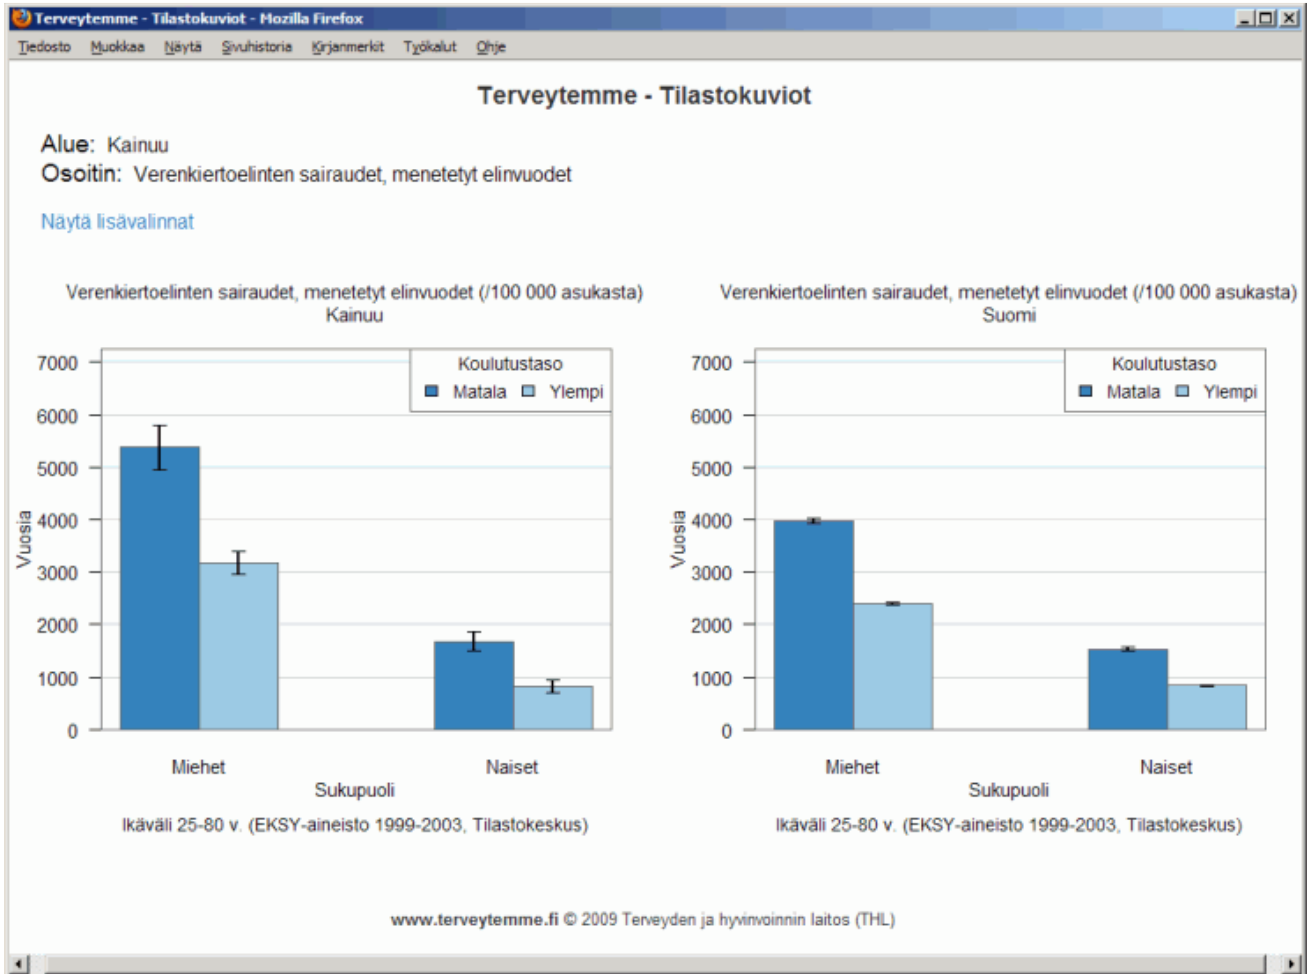 Terveytemme - Tilastokuviot - Mozilla Firefox
Tiedosto Muokkaa Näytä Sivuhistoria Kirjanmerkit Työkalut Ohje
Terveytemme - Tilastokuviot
Alue: Kainuu
Osoitin: Verenkiertoelinten sairaudet, menetetyt elinvuodet
Näytä lisävalinnat
Verenkiertoelinten sairaudet, menetetyt elinvuodet (/100 000 asukasta)
Kainuu
Koulutustaso
Matala Ylempi
Vuosia
7000
6000
5000
4000
3000
2000
1000
0
Miehet Naiset
Sukupuoli
Ikäväli 25-80 v. (EKSY-aineisto 1999-2003, Tilastokeskus)
Verenkiertoelinten sairaudet, menetetyt elinvuodet (/100 000 asukasta)
Suomi
Koulutustaso
Matala Ylempi
Vuosia
7000
6000
5000
4000
3000
2000
1000
0
Miehet Naiset
Sukupuoli
Ikäväli 25-80 v. (EKSY-aineisto 1999-2003, Tilastokeskus)
www.terveytemme.fi © 2009 Terveyden ja hyvinvoinnin laitos (THL)